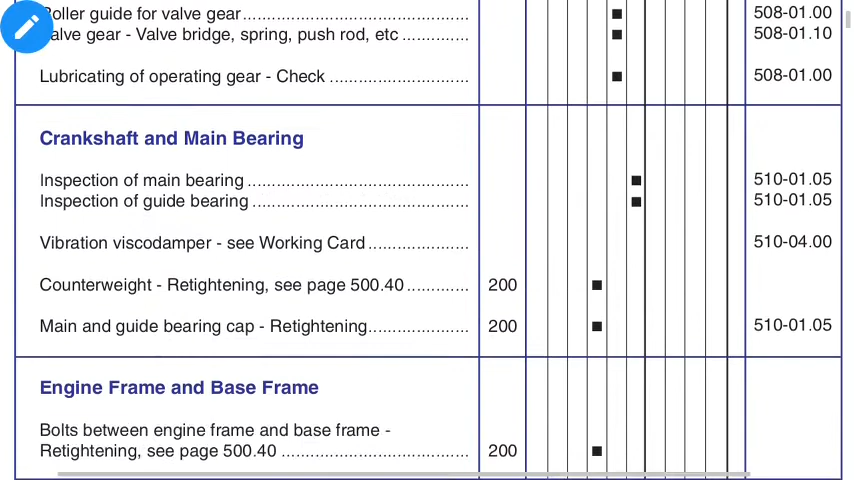 Roller guide for valve gear ■ 508-01.00
Valve gear - Valve bridge, spring, push rod, etc ■ 508-01.10
Lubricating of operating gear - Check ■ 508-01.00
Crankshaft and Main Bearing
Inspection of main bearing ■ 510-01.05
Inspection of guide bearing ■ 510-01.05
Vibration viscodamper - see Working Card 510-04.00
Counterweight - Retightening, see page 500.40 200 ■
Main and guide bearing cap - Retightening 200 ■ 510-01.05
Engine Frame and Base Frame
Bolts between engine frame and base frame -
Retightening, see page 500.40 200 ■